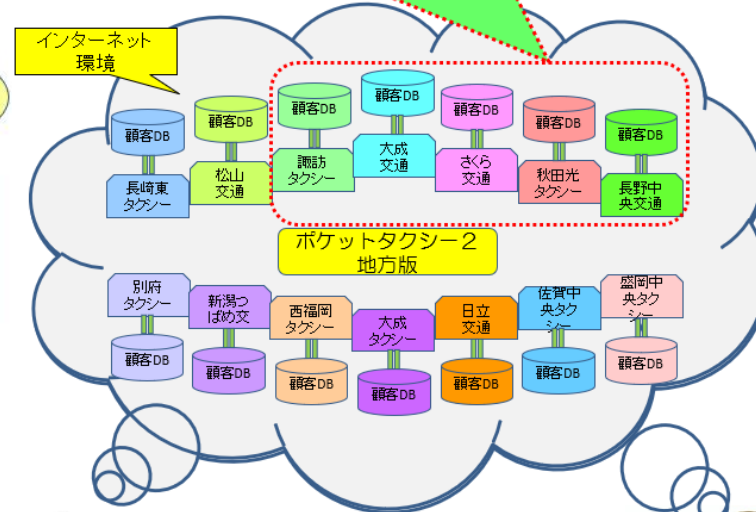 インターネット
環境
顧客DB
顧客DB
顧客DB
顧客DB
顧客DB
顧客DB
顧客DB
長崎東
タクシー
松山
交通
諏訪
タクシー
大成
交通
さくら
交通
秋田光
タクシー
長野中
央交通
ポケットタクシー２
地方版
別府
タクシー
新潟つ
ばめ交
西福岡
タクシー
大成
タクシー
日立
交通
佐賀中
央タク
シー
盛岡中
央タク
シー
顧客DB
顧客DB
顧客DB
顧客DB
顧客DB
顧客DB
顧客DB